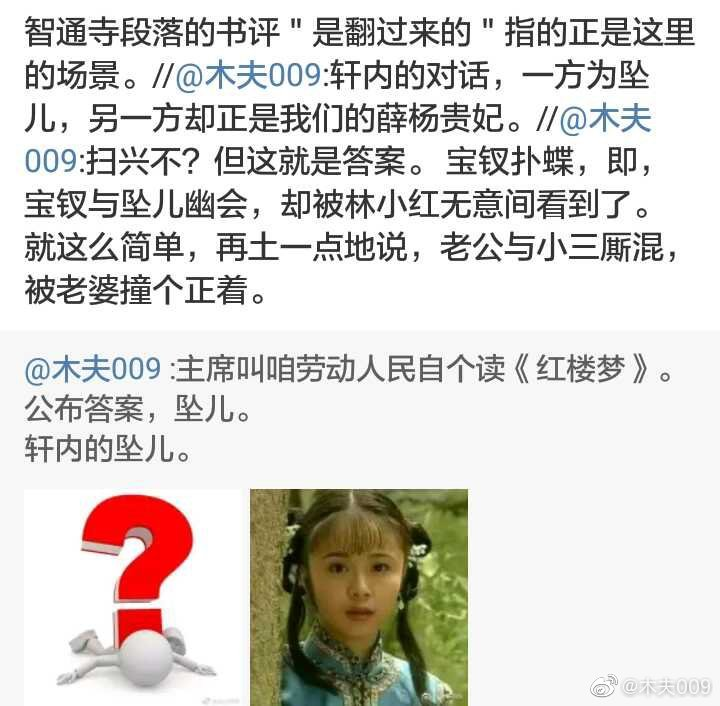 智通寺段落的书评＂是翻过来的＂指的正是这里
的场景。//@木夫009:轩内的对话，一方为坠
儿，另一方却正是我们的薛杨贵妃。//@木夫
009:扫兴不？但这就是答案。 宝钗扑蝶，即，
宝钗与坠儿幽会，却被林小红无意间看到了。
就这么简单，再土一点地说，老公与小三厮混，
被老婆撞个正着。
@木夫009 :主席叫咱劳动人民自个读《红楼梦》。
公布答案，坠儿。
轩内的坠儿。
@木夫009